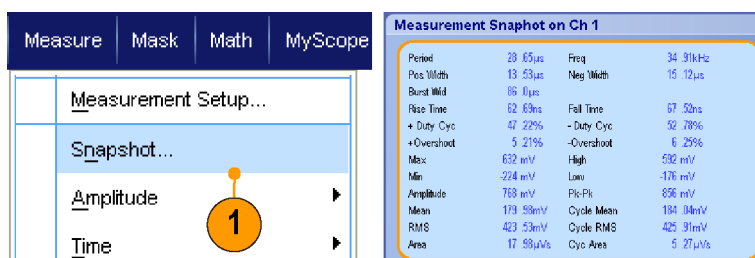 Measure Mask Math MyScope
Measurement Setup...
Snapshot...
Amplitude
1
Time
Measurement Snaphot on Ch 1
Period 28 .65µs Freq 34 .91kHz
Pos Width 13 .53µs Neg Width 15 .12µs
Burst Wid 86 .0µs
Rise Time 62 .69ns Fall Time 67 .52ns
+ Duty Cyc 47 .22% - Duty Cyc 52 .78%
+Overshoot 5 .21% -Overshoot 6 .25%
Max 632 mV High 592 mV
Min -224 mV Low -176 mV
Amplitude 768 mV Pk-Pk 856 mV
Mean 179 .98mV Cycle Mean 184 .04mV
RMS 423 .53mV Cycle RMS 425 .91mV
Area 17 .98µVs Cyc Area 5 .27µVs